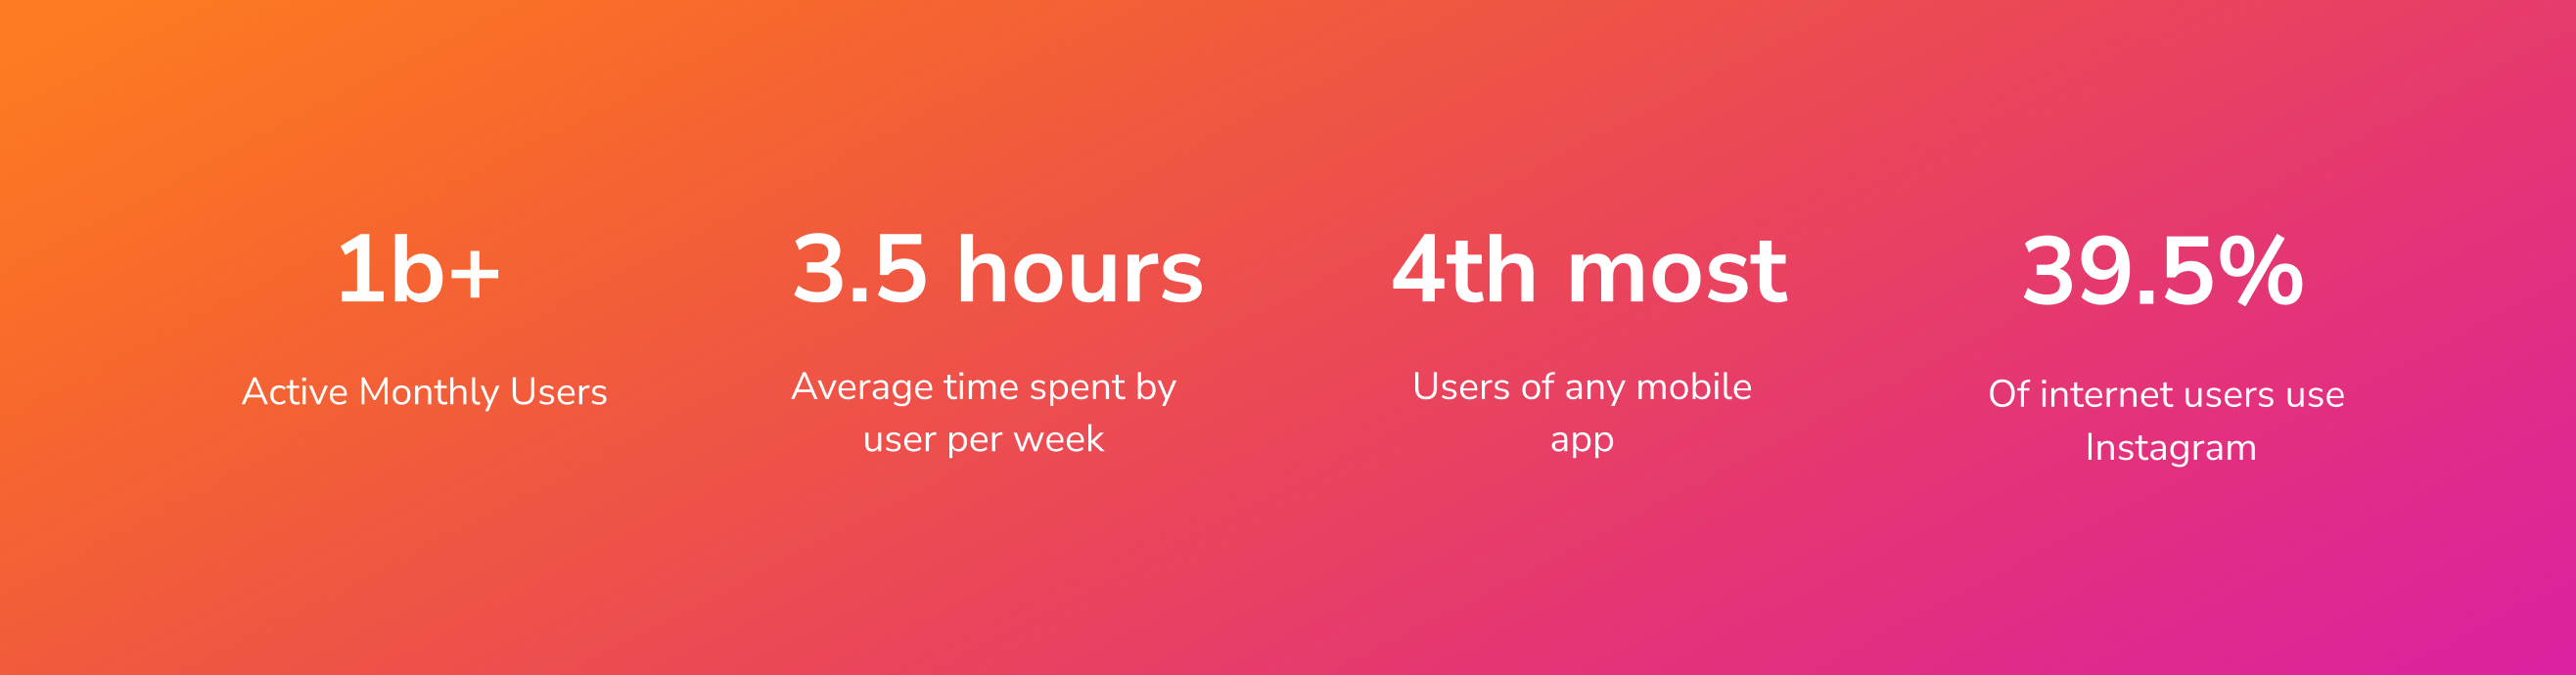 1b+
Active Monthly Users
3.5 hours
Average time spent by
user per week
4th most
Users of any mobile
app
39.5%
Of internet users use
Instagram